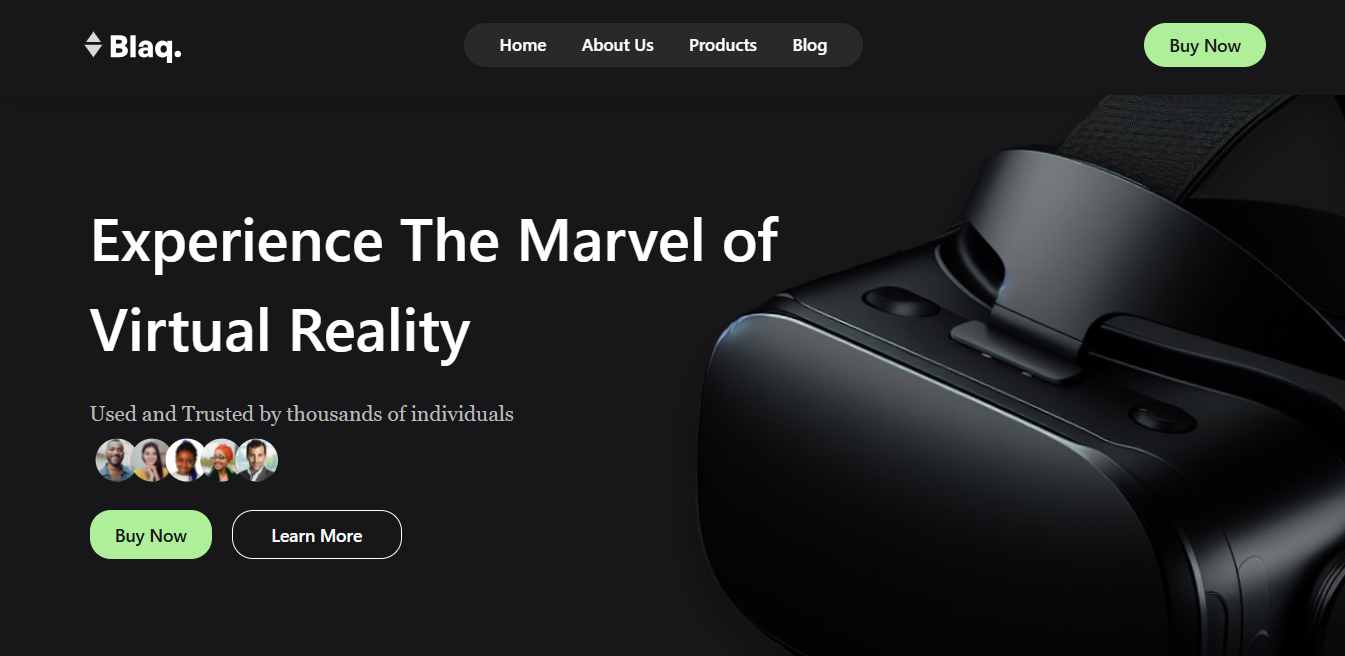 Blaq.
Home About Us Products Blog
Buy Now
Experience The Marvel of
Virtual Reality
Used and Trusted by thousands of individuals
Buy Now Learn More